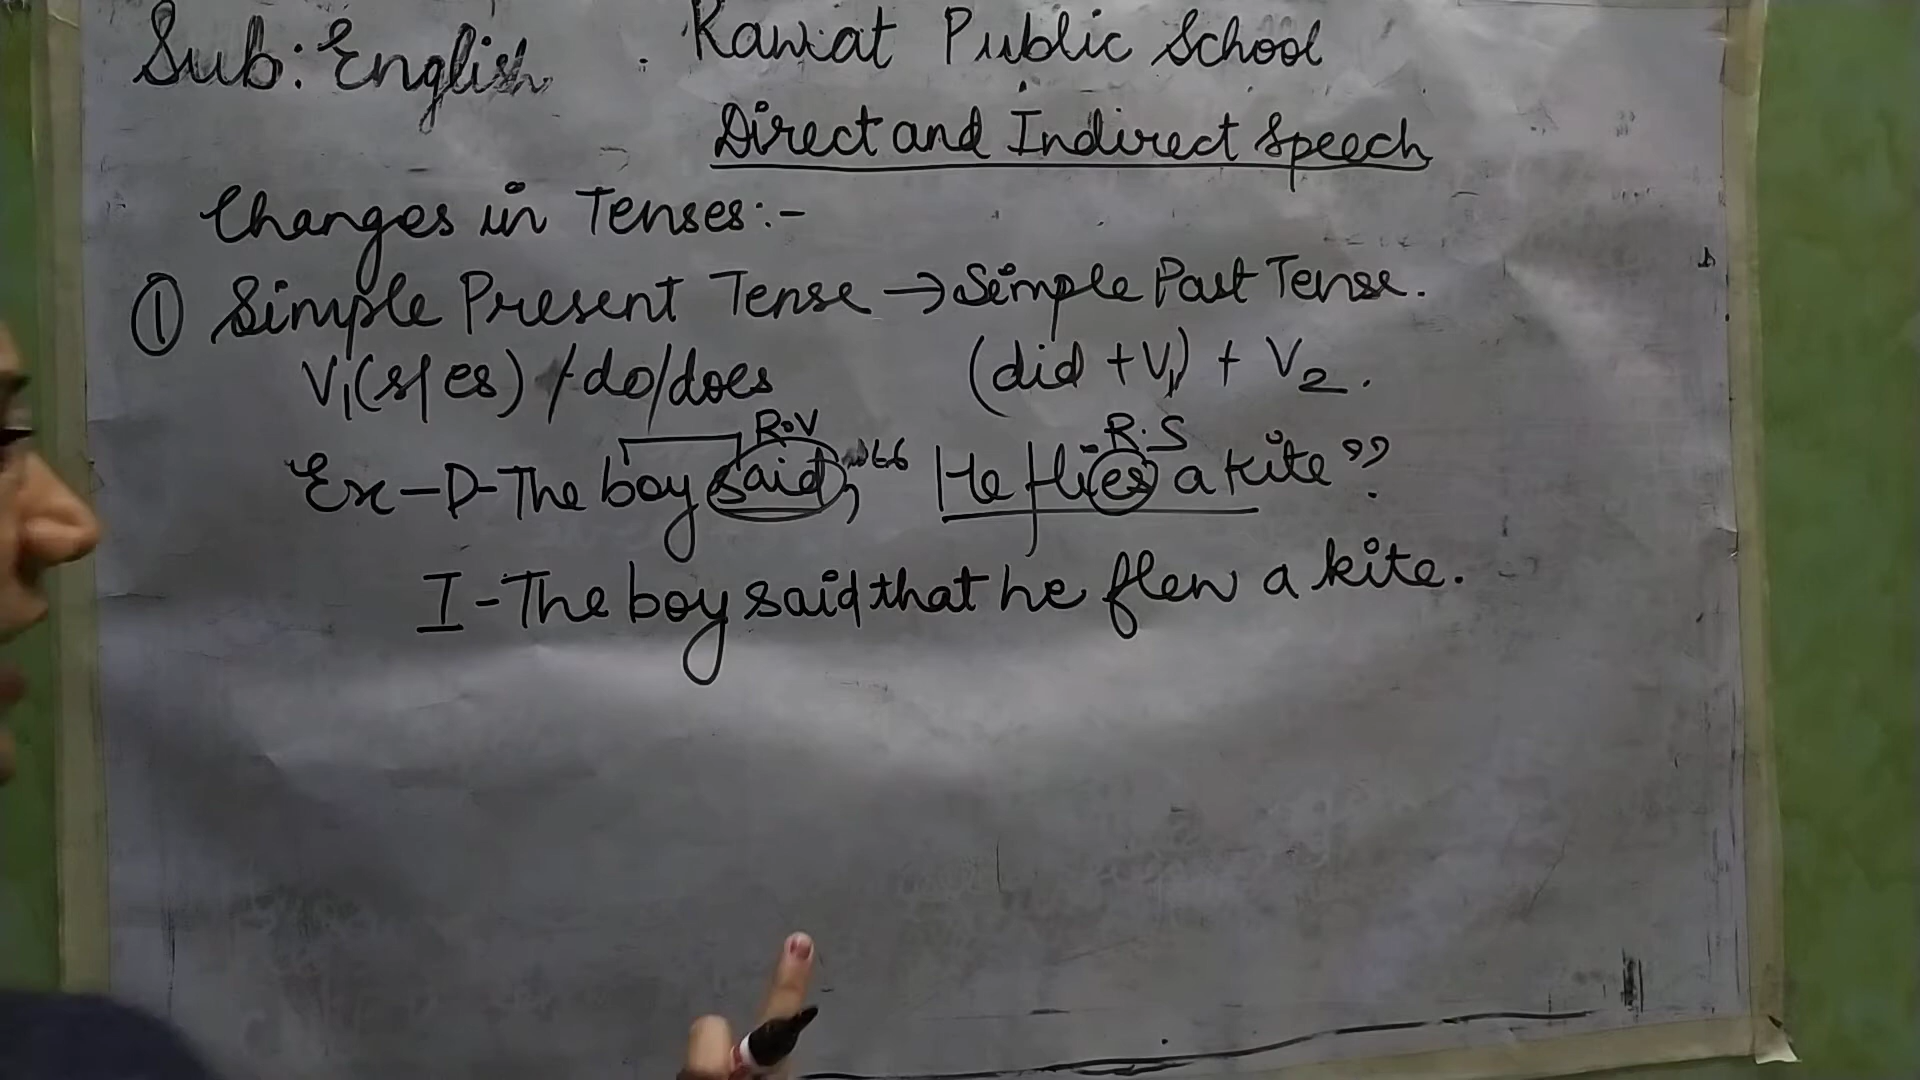 Sub: English
Rawat Public School
Direct and Indirect Speech
Changes in Tenses:-
① Simple Present Tense → Simple Past Tense.
V₁(s/es) / do/does (did + V₁) + V₂.
R.V R.S
Ex - D - The boy said, “ He flies a kite ”.
I - The boy said that he flew a kite.